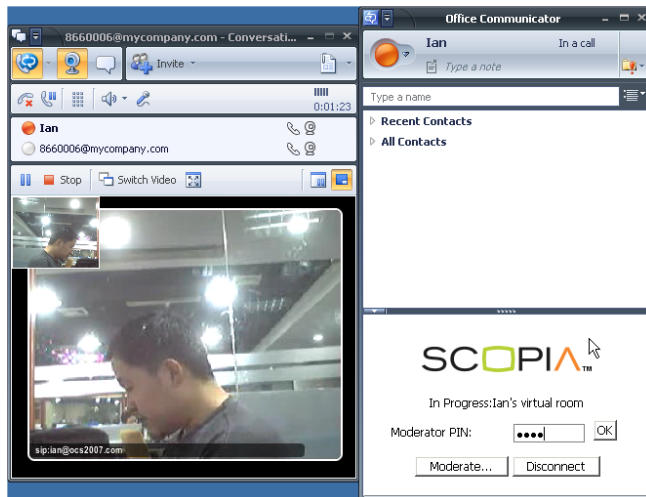 8660006@mycompany.com - Conversati...
Invite
0:01:23
Ian
8660006@mycompany.com
Stop
Switch Video
sip:ian@ocs2007.com
Office Communicator
Ian
In a call
Type a note
Type a name
Recent Contacts
All Contacts
SCOPIA™
In Progress:Ian's virtual room
Moderator PIN:
OK
Moderate...
Disconnect